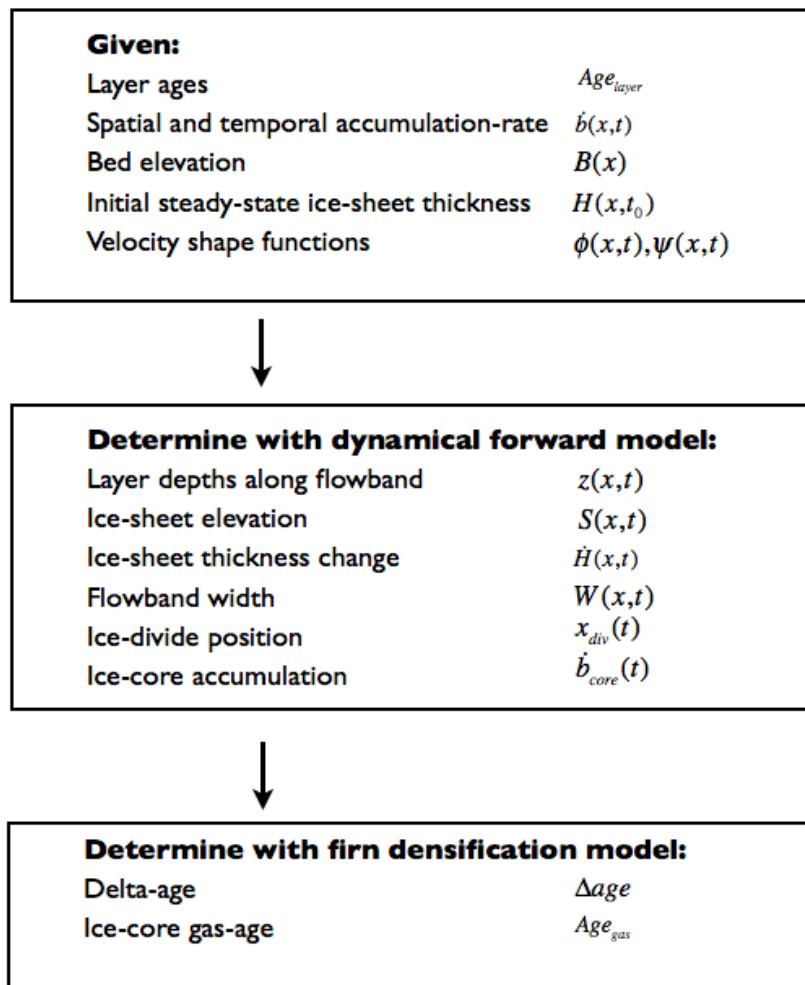 Given:
Layer ages Age_layer
Spatial and temporal accumulation-rate ḃ(x,t)
Bed elevation B(x)
Initial steady-state ice-sheet thickness H(x,t₀)
Velocity shape functions ϕ(x,t),ψ(x,t)
Determine with dynamical forward model:
Layer depths along flowband z(x,t)
Ice-sheet elevation S(x,t)
Ice-sheet thickness change Ḣ(x,t)
Flowband width W(x,t)
Ice-divide position x_div(t)
Ice-core accumulation ḃ_core(t)
Determine with firn densification model:
Delta-age Δage
Ice-core gas-age Age_gas